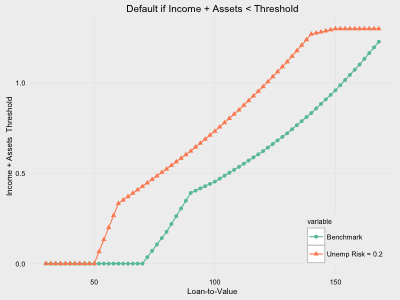 Default if Income + Assets < Threshold
Income + Assets Threshold
1.0
0.5
0.0
50
100
150
Loan-to-Value
variable
Benchmark
Unemp Risk = 0.2